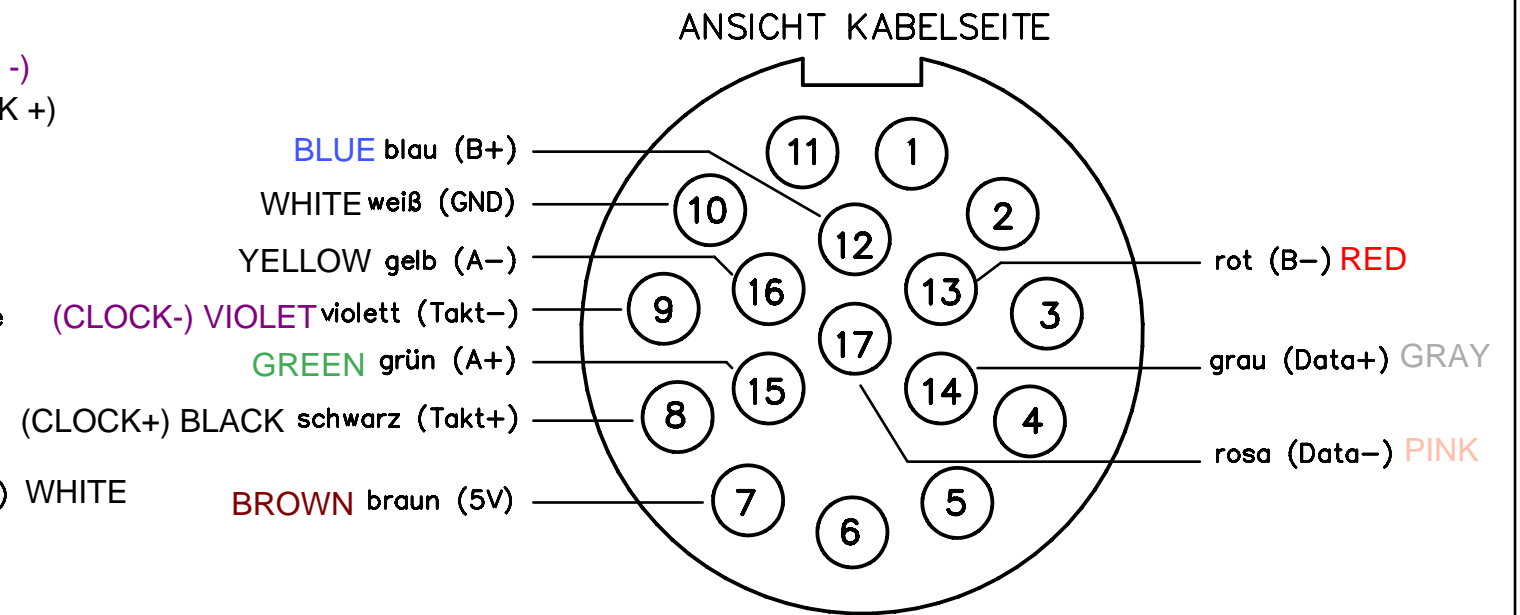 ANSICHT KABELSEITE
-)
K +)
BLUE blau (B+)
WHITE weiß (GND)
YELLOW gelb (A-)
(CLOCK-) VIOLET violett (Takt-)
GREEN grün (A+)
(CLOCK+) BLACK schwarz (Takt+)
) WHITE
BROWN braun (5V)
11 1
10 2
12
16 13
9 3
17
15 14
8 4
7 5
6
rot (B-) RED
grau (Data+) GRAY
rosa (Data-) PINK